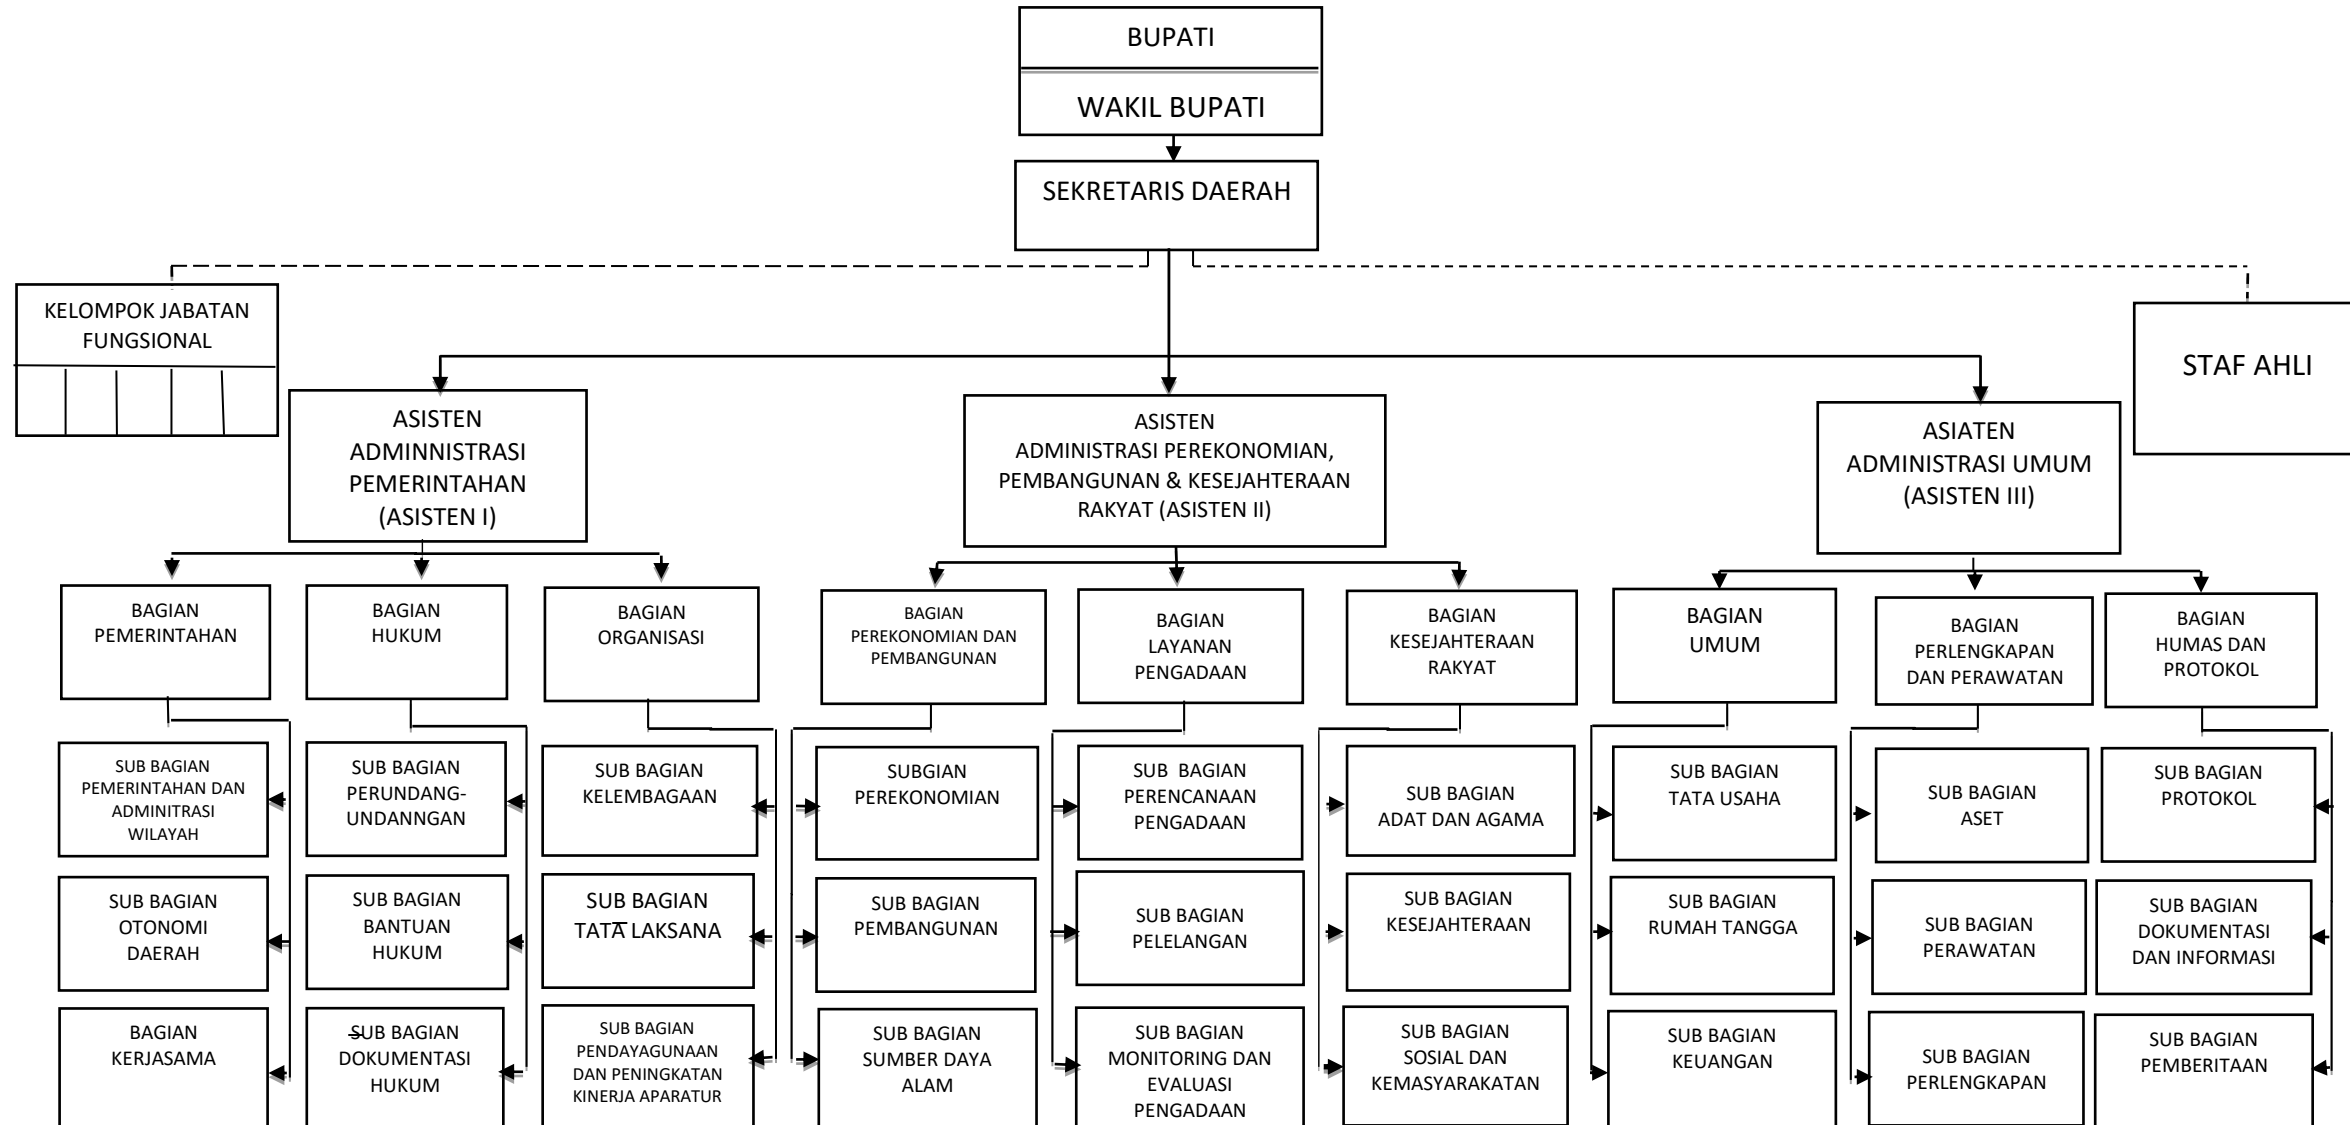 BUPATI
WAKIL BUPATI
SEKRETARIS DAERAH
KELOMPOK JABATAN
FUNGSIONAL
STAF AHLI
ASISTEN
ADMINNISTRASI
PEMERINTAHAN
(ASISTEN I)
ASISTEN
ADMINISTRASI PEREKONOMIAN,
PEMBANGUNAN & KESEJAHTERAAN
RAKYAT (ASISTEN II)
ASIATEN
ADMINISTRASI UMUM
(ASISTEN III)
BAGIAN
PEMERINTAHAN
BAGIAN
HUKUM
BAGIAN
ORGANISASI
BAGIAN
PEREKONOMIAN DAN
PEMBANGUNAN
BAGIAN
LAYANAN
PENGADAAN
BAGIAN
KESEJAHTERAAN
RAKYAT
BAGIAN
UMUM
BAGIAN
PERLENGKAPAN
DAN PERAWATAN
BAGIAN
HUMAS DAN
PROTOKOL
SUB BAGIAN
PEMERINTAHAN DAN
ADMINITRASI
WILAYAH
SUB BAGIAN
PERUNDANG-
UNDANNGAN
SUB BAGIAN
KELEMBAGAAN
SUBGIAN
PEREKONOMIAN
SUB BAGIAN
PERENCANAAN
PENGADAAN
SUB BAGIAN
ADAT DAN AGAMA
SUB BAGIAN
TATA USAHA
SUB BAGIAN
ASET
SUB BAGIAN
PROTOKOL
SUB BAGIAN
OTONOMI
DAERAH
SUB BAGIAN
BANTUAN
HUKUM
SUB BAGIAN
TATA LAKSANA
SUB BAGIAN
PEMBANGUNAN
SUB BAGIAN
PELELANGAN
SUB BAGIAN
KESEJAHTERAAN
SUB BAGIAN
RUMAH TANGGA
SUB BAGIAN
PERAWATAN
SUB BAGIAN
DOKUMENTASI
DAN INFORMASI
BAGIAN
KERJASAMA
SUB BAGIAN
DOKUMENTASI
HUKUM
SUB BAGIAN
PENDAYAGUNAAN
DAN PENINGKATAN
KINERJA APARATUR
SUB BAGIAN
SUMBER DAYA
ALAM
SUB BAGIAN
MONITORING DAN
EVALUASI
PENGADAAN
SUB BAGIAN
SOSIAL DAN
KEMASYARAKATAN
SUB BAGIAN
KEUANGAN
SUB BAGIAN
PERLENGKAPAN
SUB BAGIAN
PEMBERITAAN